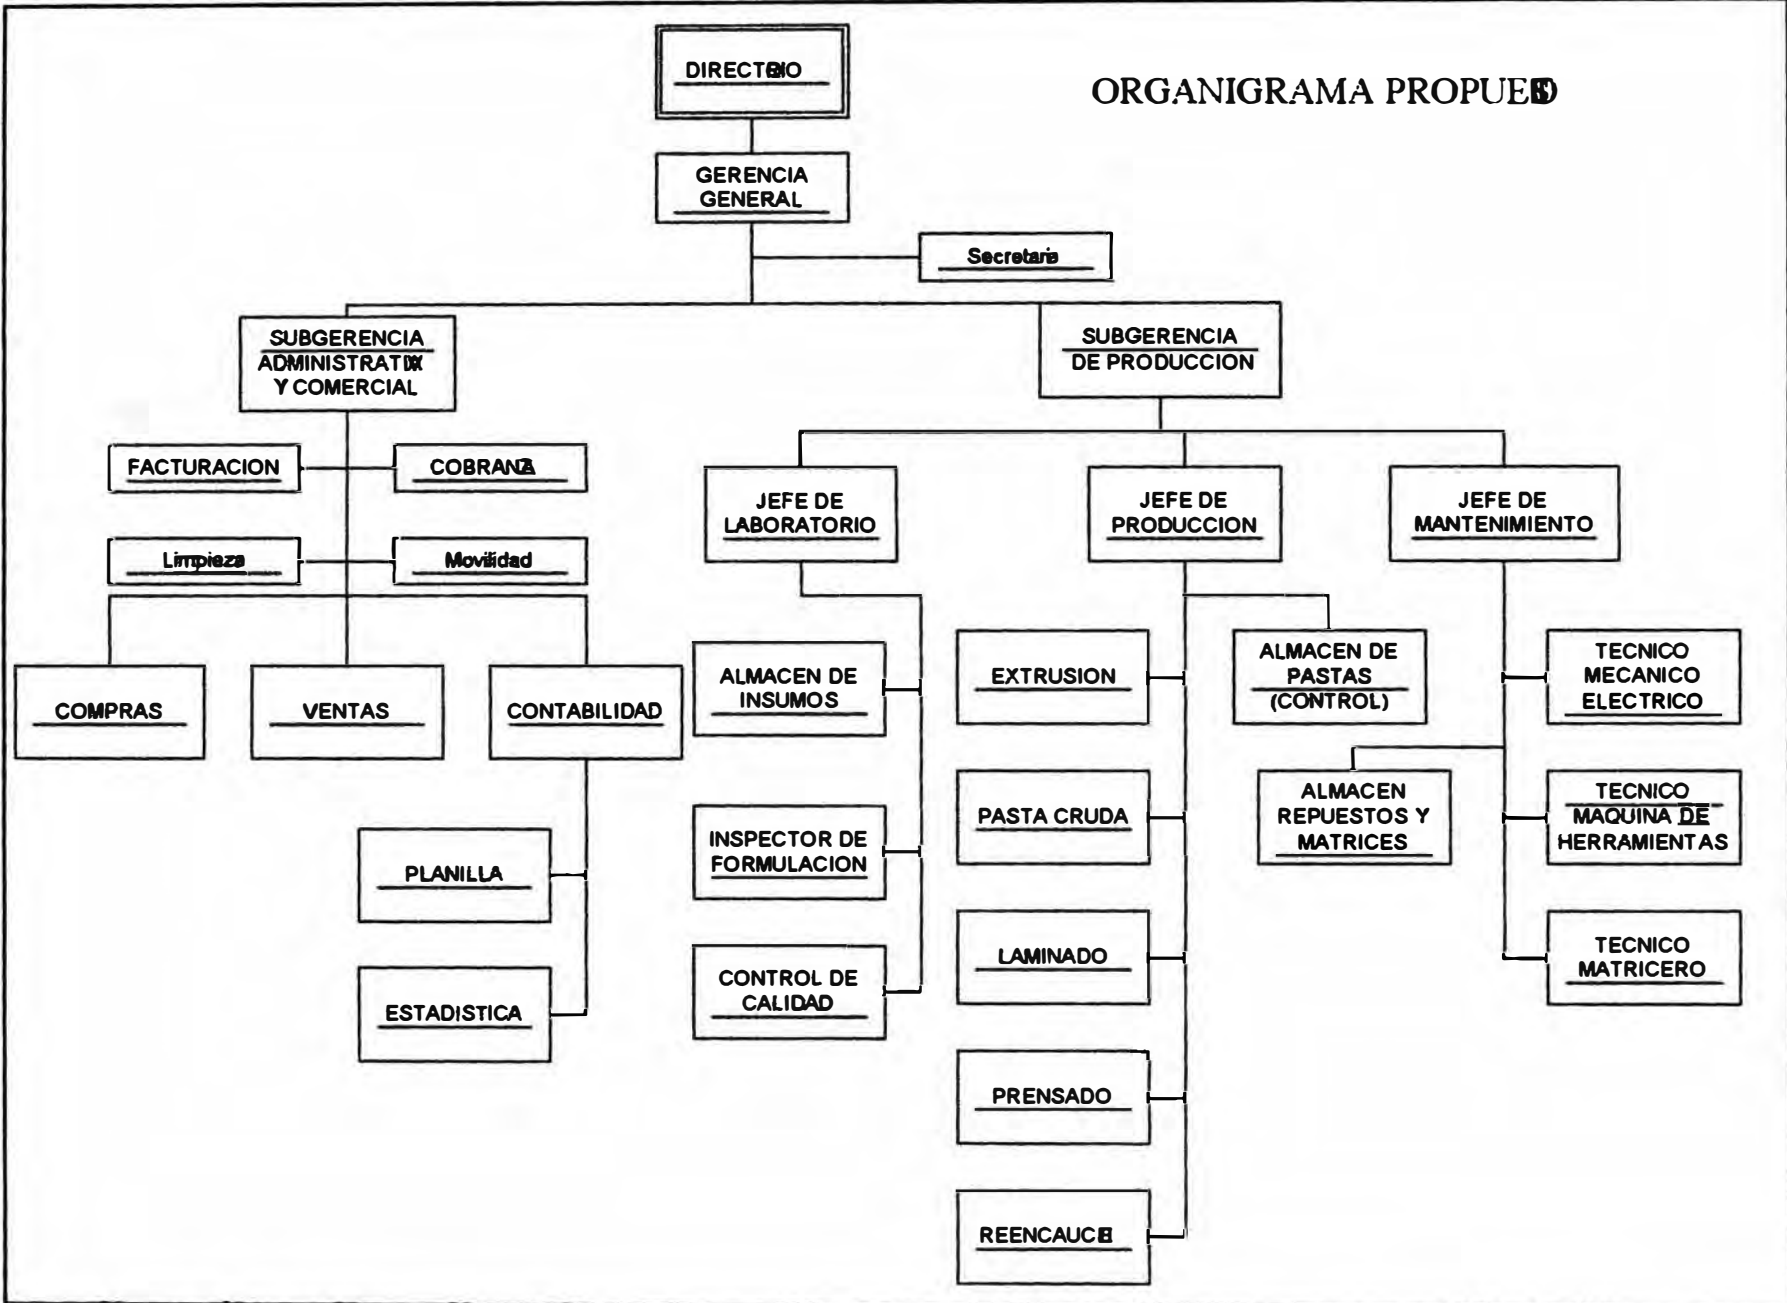 DIRECTORIO
ORGANIGRAMA PROPUESTO
GERENCIA
GENERAL
Secretaria
SUBGERENCIA
ADMINISTRATIVA
Y COMERCIAL
SUBGERENCIA
DE PRODUCCION
FACTURACION
COBRANZA
Limpieza
Movilidad
JEFE DE
LABORATORIO
JEFE DE
PRODUCCION
JEFE DE
MANTENIMIENTO
COMPRAS
VENTAS
CONTABILIDAD
PLANILLA
ESTADISTICA
ALMACEN DE
INSUMOS
INSPECTOR DE
FORMULACION
CONTROL DE
CALIDAD
EXTRUSION
PASTA CRUDA
LAMINADO
PRENSADO
REENCAUCHE
ALMACEN DE
PASTAS
(CONTROL)
ALMACEN
REPUESTOS Y
MATRICES
TECNICO
MECANICO
ELECTRICO
TECNICO
MAQUINA DE
HERRAMIENTAS
TECNICO
MATRICERO